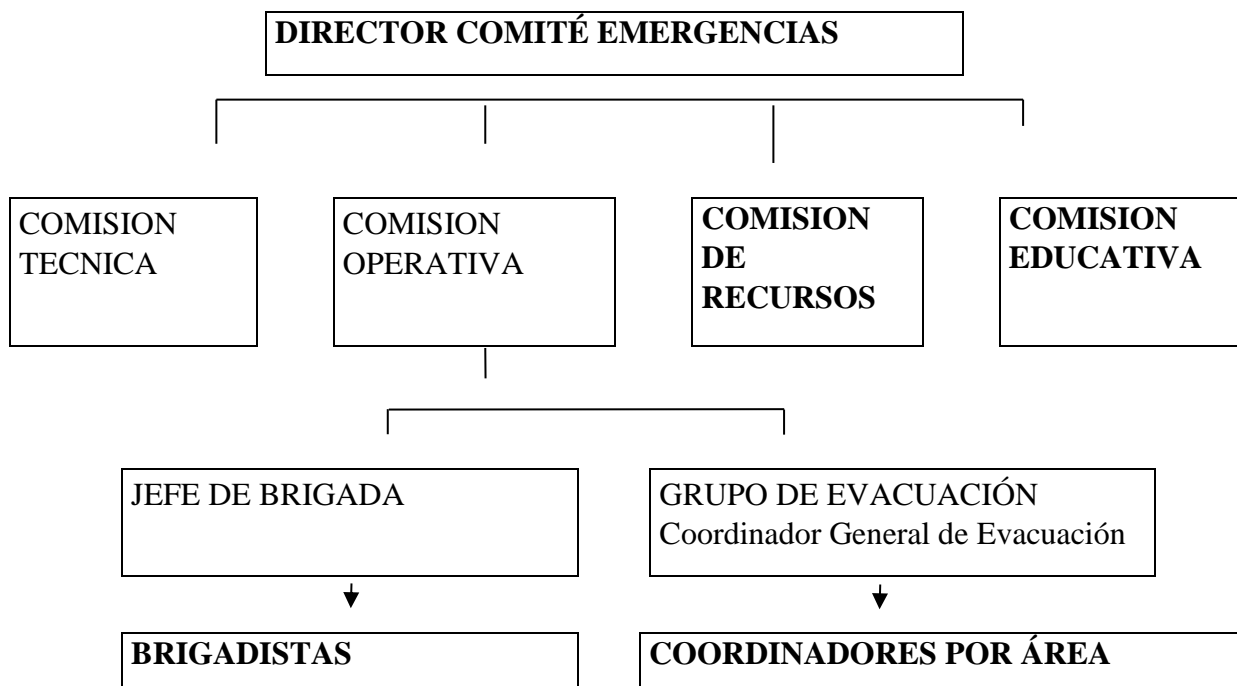 DIRECTOR COMITÉ EMERGENCIAS
COMISION
TECNICA
COMISION
OPERATIVA
COMISION
DE
RECURSOS
COMISION
EDUCATIVA
JEFE DE BRIGADA
GRUPO DE EVACUACIÓN
Coordinador General de Evacuación
BRIGADISTAS
COORDINADORES POR ÁREA